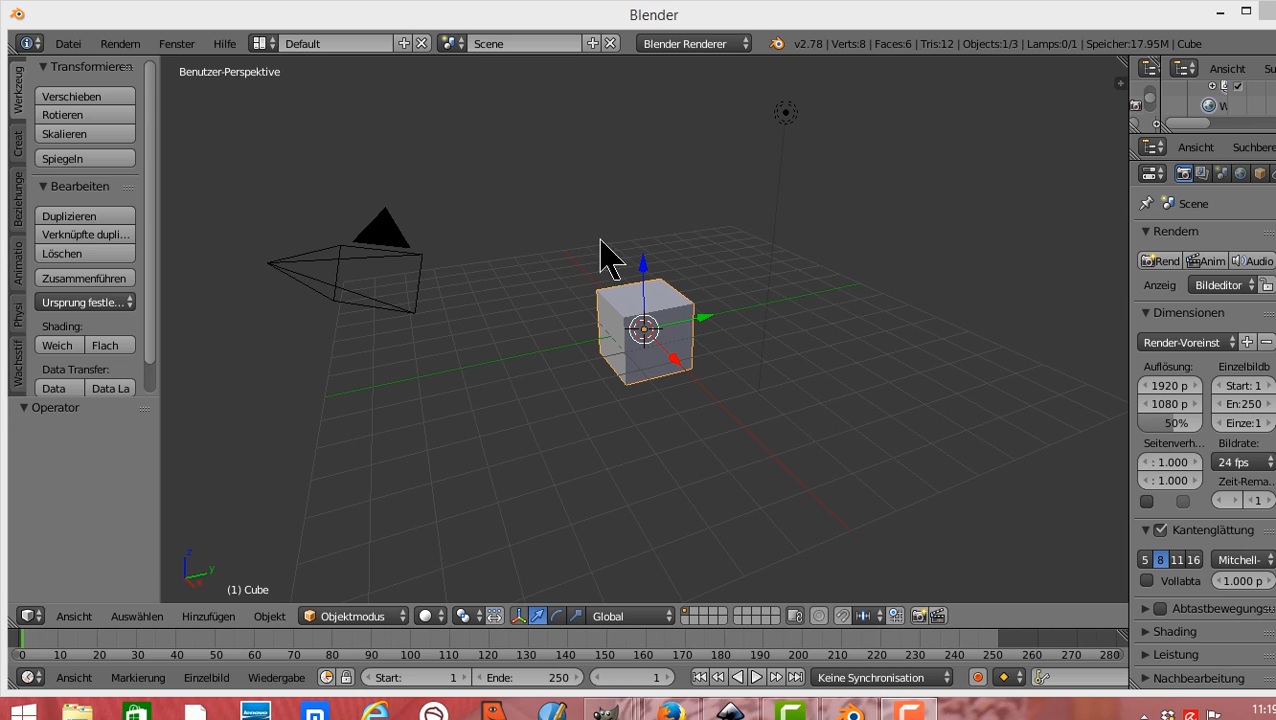 Blender
Datei Rendern Fenster Hilfe Default Scene Blender Renderer v2.78 | Verts:8 | Faces:6 | Tris:12 | Objects:1/3 | Lamps:0/1 | Speicher:17.95M | Cube
Werkzeug
Creat
Beziehunge
Animatio
Physi
Wachsstif
Transformieren
Verschieben
Rotieren
Skalieren
Spiegeln
Bearbeiten
Duplizieren
Verknüpfte dupli...
Löschen
Zusammenführen
Ursprung festle...
Shading:
Weich Flach
Data Transfer:
Data Data La
Operator
Benutzer-Perspektive
z
y
x
(1) Cube
Ansicht Su
W
Ansicht Suchbere
Scene
Rendern
Rend Anim Audio
Anzeig Bildeditor
Dimensionen
Render-Voreinst
Auflösung: Einzelbildb
1920 p Start: 1
1080 p En:250
50% Einze:1
Seitenverh... Bildrate:
: 1.000 24 fps
: 1.000 Zeit-Rema...
1
Kantenglättung
5 8 11 16 Mitchell-
Vollabta 1.000 p
Abtastbewegungs
Shading
Leistung
Nachbearbeitung
Ansicht Auswählen Hinzufügen Objekt Objektmodus Global
0 10 20 30 40 50 60 70 80 90 100 110 120 130 140 150 160 170 180 190 200 210 220 230 240 250 260 270 280
Ansicht Markierung Einzelbild Wiedergabe Start: 1 Ende: 250 1 Keine Synchronisation
lenovo
11:19